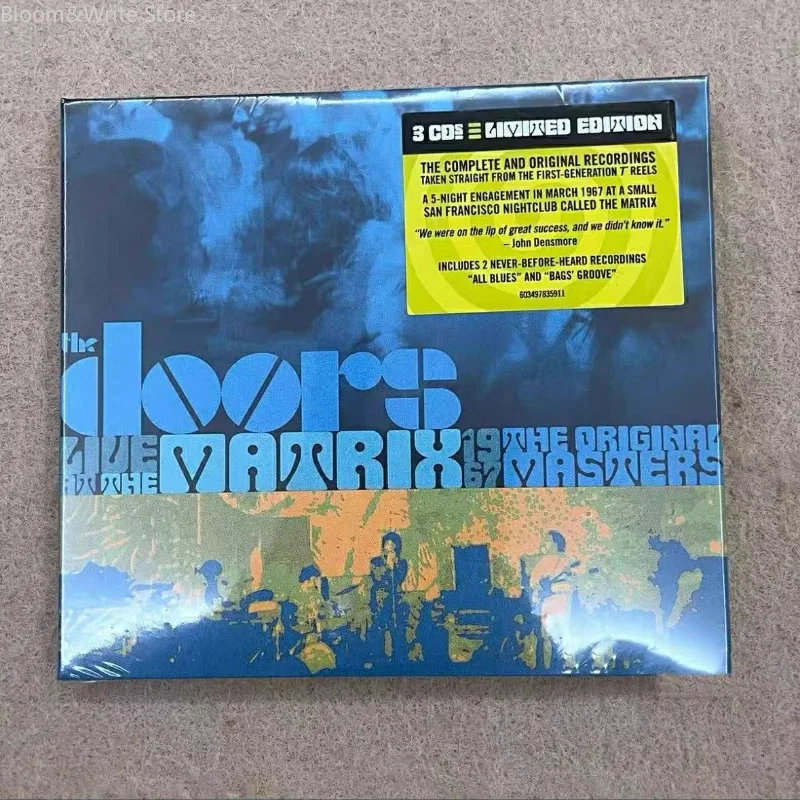 Bloom&Write Store
3 CDs LIMITED EDITION
THE COMPLETE AND ORIGINAL RECORDINGS
TAKEN STRAIGHT FROM THE FIRST-GENERATION 7" REELS
A 5-NIGHT ENGAGEMENT IN MARCH 1967 AT A SMALL
SAN FRANCISCO NIGHTCLUB CALLED THE MATRIX
"We were on the lip of great success, and we didn't know it."
– John Densmore
INCLUDES 2 NEVER-BEFORE-HEARD RECORDINGS
"ALL BLUES" AND "BAGS' GROOVE"
603497835911
the
doors
LIVE
AT THE
MATRIX
19
67
THE ORIGINAL
MASTERS